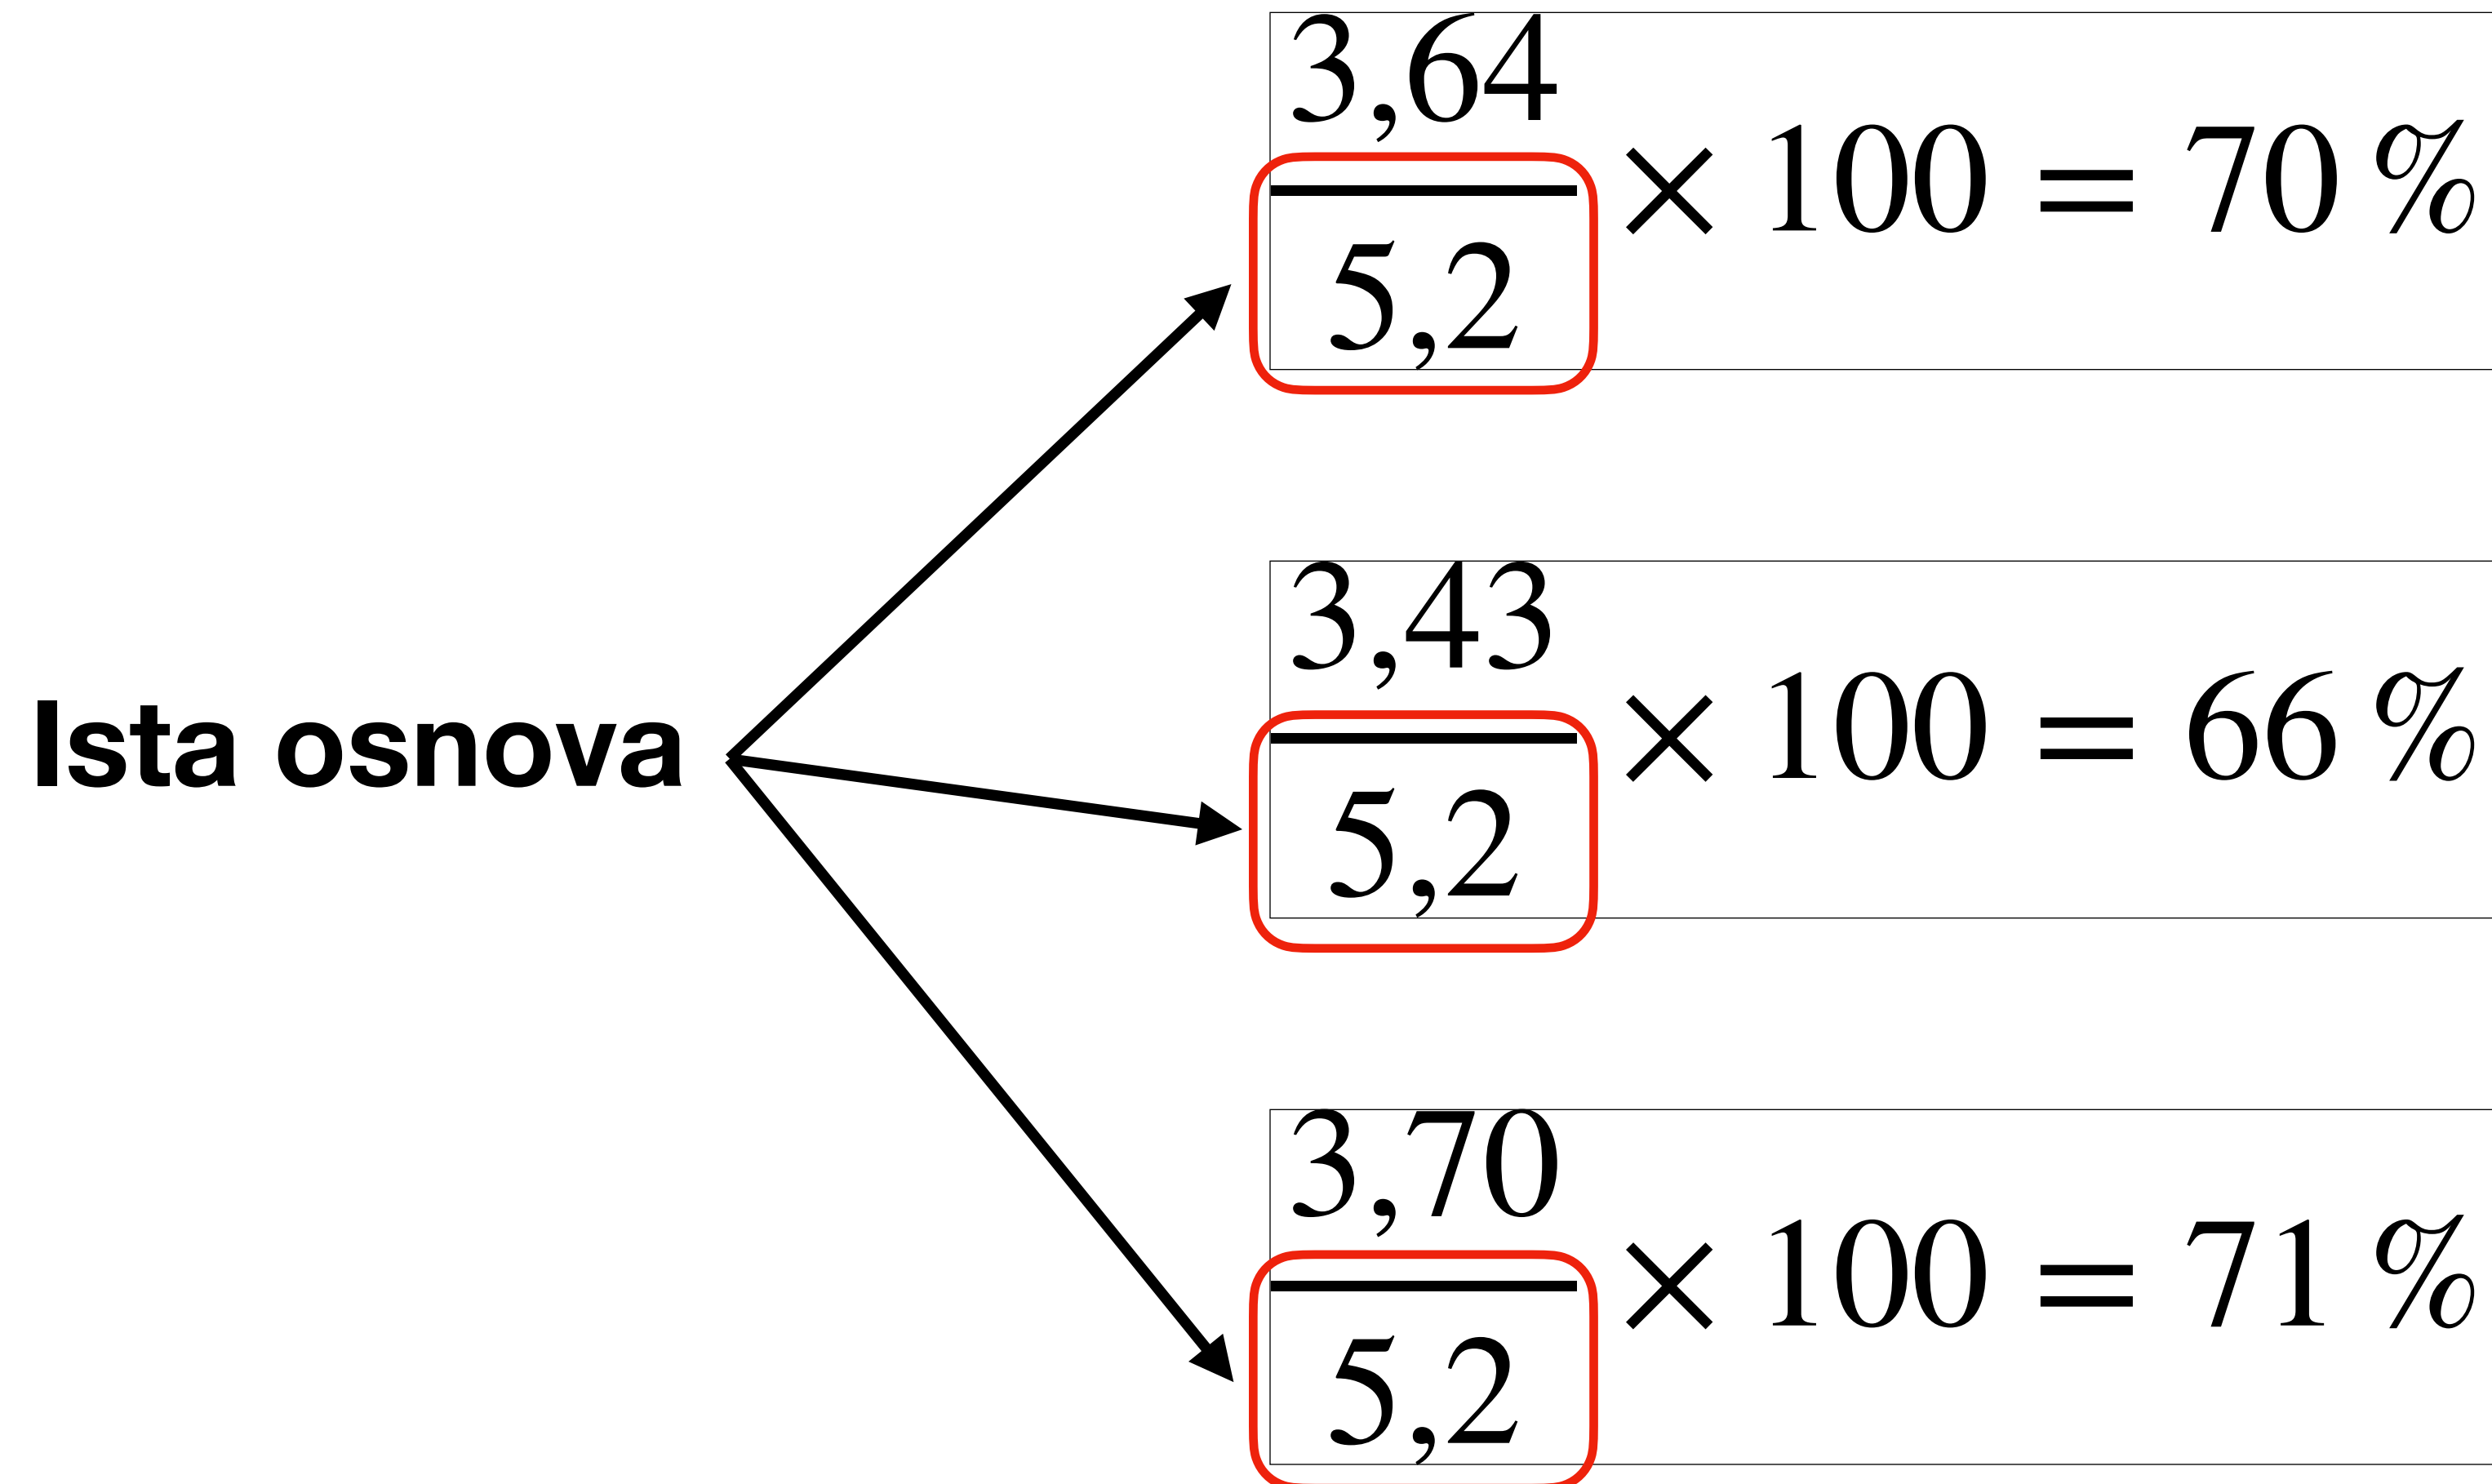 3,64
5,2
× 100 = 70 %
Ista osnova
3,43
5,2
× 100 = 66 %
3,70
5,2
× 100 = 71 %